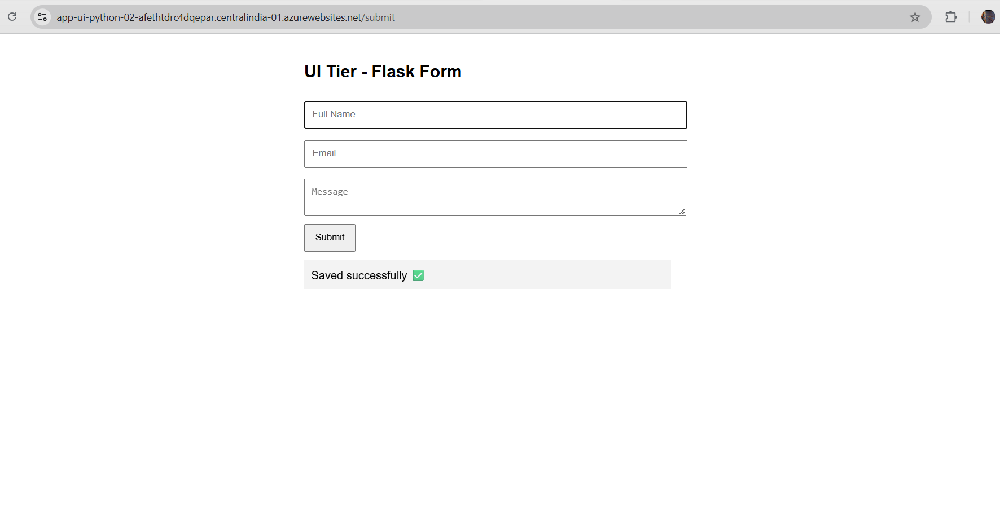 app-ui-python-02-afethtdrc4dqepar.centralindia-01.azurewebsites.net/submit
UI Tier - Flask Form
Full Name
Email
Message
Submit
Saved successfully ✅